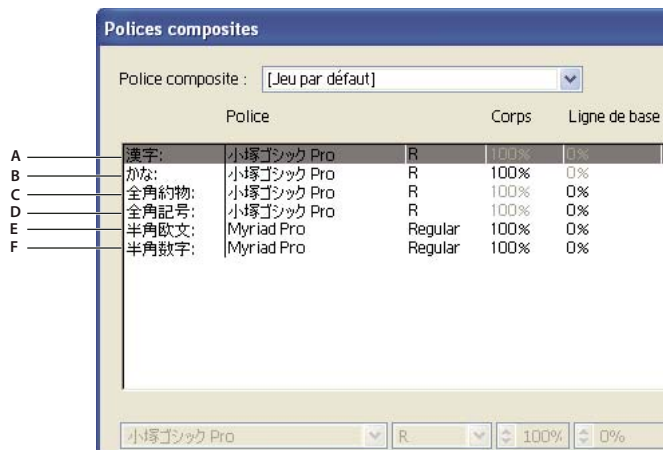 Polices composites
Police composite : [Jeu par défaut]
Police Corps Ligne de base
A 漢字: 小塚ゴシック Pro R 100% 0%
B かな: 小塚ゴシック Pro R 100% 0%
C 全角約物: 小塚ゴシック Pro R 100% 0%
D 全角記号: 小塚ゴシック Pro R 100% 0%
E 半角欧文: Myriad Pro Regular 100% 0%
F 半角数字: Myriad Pro Regular 100% 0%
小塚ゴシック Pro R 100% 0%